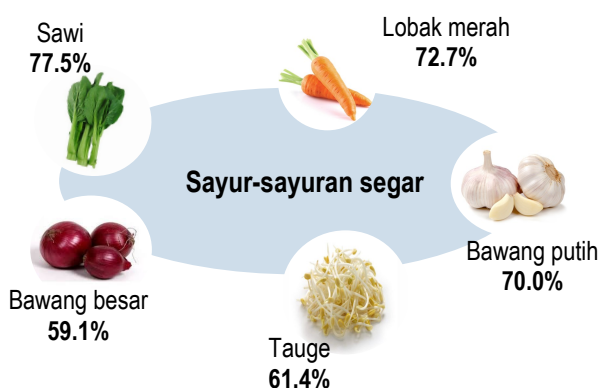 Sawi
77.5%
Lobak merah
72.7%
Sayur-sayuran segar
Bawang putih
70.0%
Bawang besar
59.1%
Tauge
61.4%